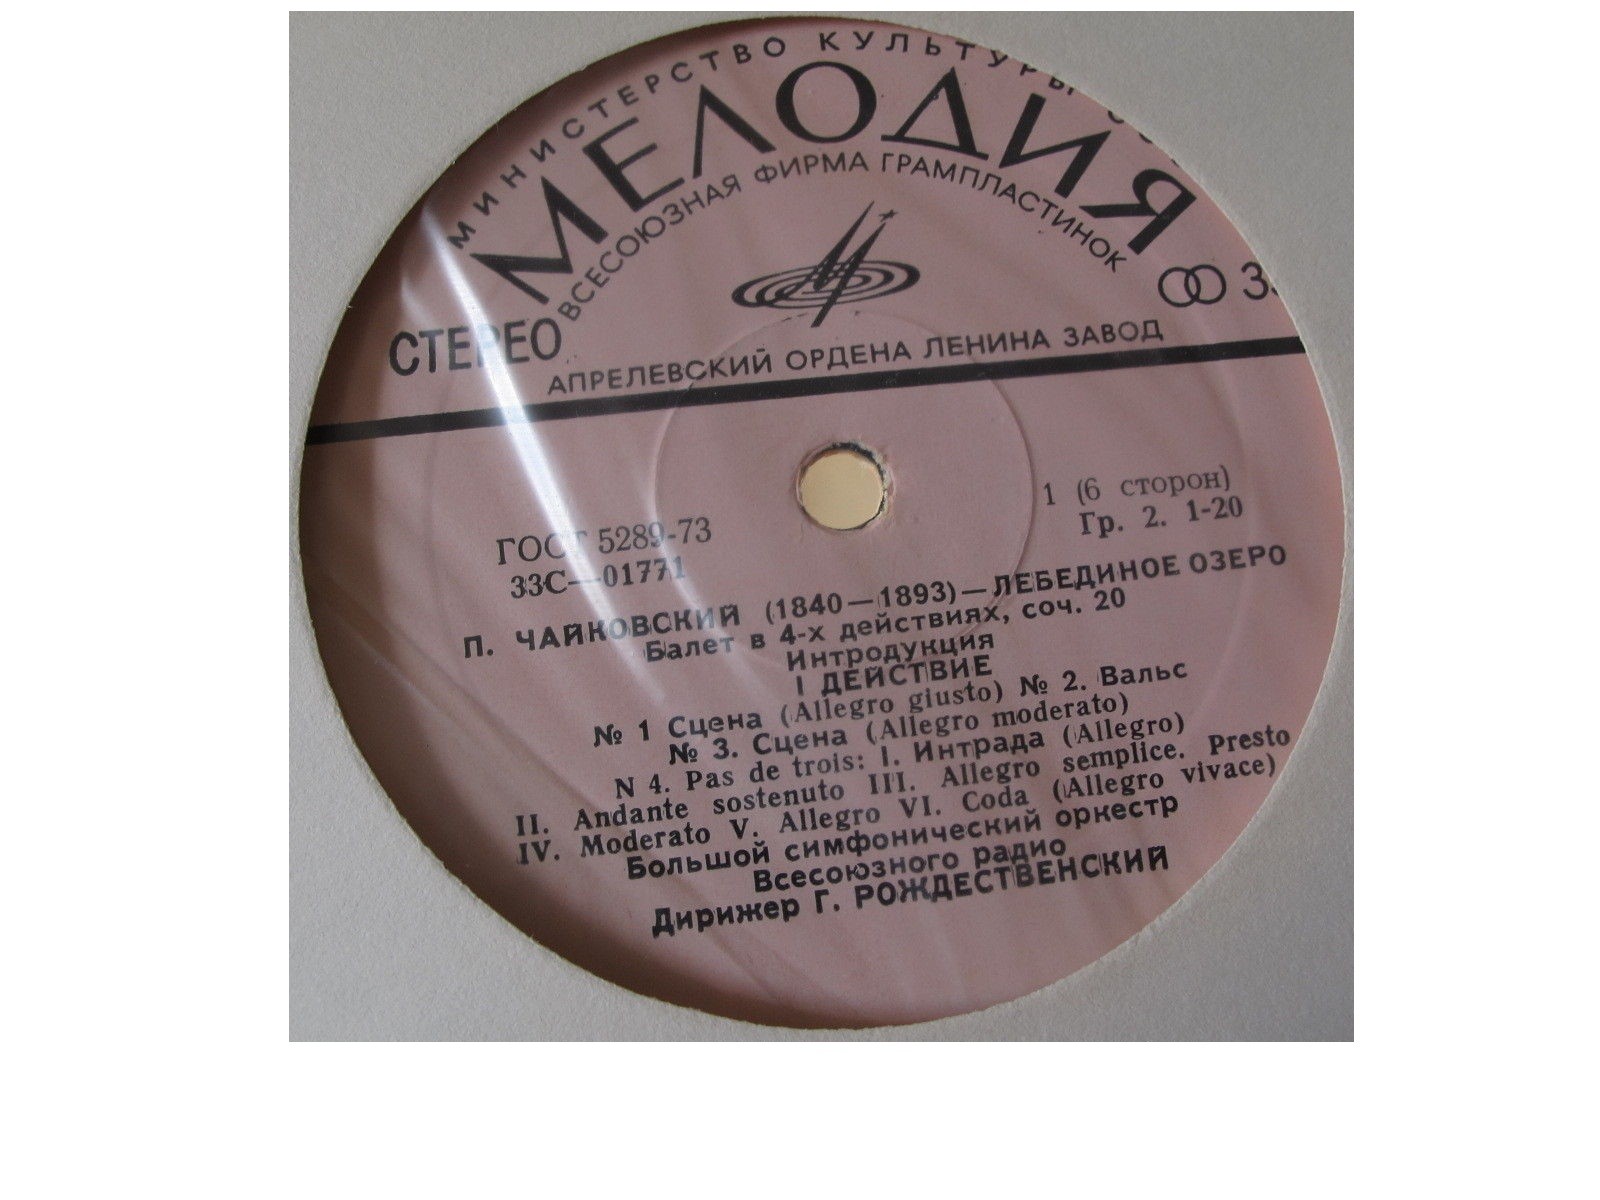 МИНИСТЕРСТВО КУЛЬТУРЫ
МЕЛОДИЯ
ВСЕСОЮЗНАЯ ФИРМА ГРАМПЛАСТИНОК
СТЕРЕО
33
АПРЕЛЕВСКИЙ ОРДЕНА ЛЕНИНА ЗАВОД
ГОСТ 5289-73
1 (6 сторон)
33С—01771
Гр. 2. 1-20
П. ЧАЙКОВСКИЙ (1840—1893)—ЛЕБЕДИНОЕ ОЗЕРО
Балет в 4-х действиях, соч. 20
Интродукция
I ДЕЙСТВИЕ
№ 1 Сцена (Allegro giusto) № 2. Вальс
№ 3. Сцена (Allegro moderato)
N 4. Pas de trois: I. Интрада (Allegro)
II. Andante sostenuto III. Allegro semplice. Presto
IV. Moderato V. Allegro VI. Coda (Allegro vivace)
Большой симфонический оркестр
Всесоюзного радио
Дирижер Г. РОЖДЕСТВЕНСКИЙ